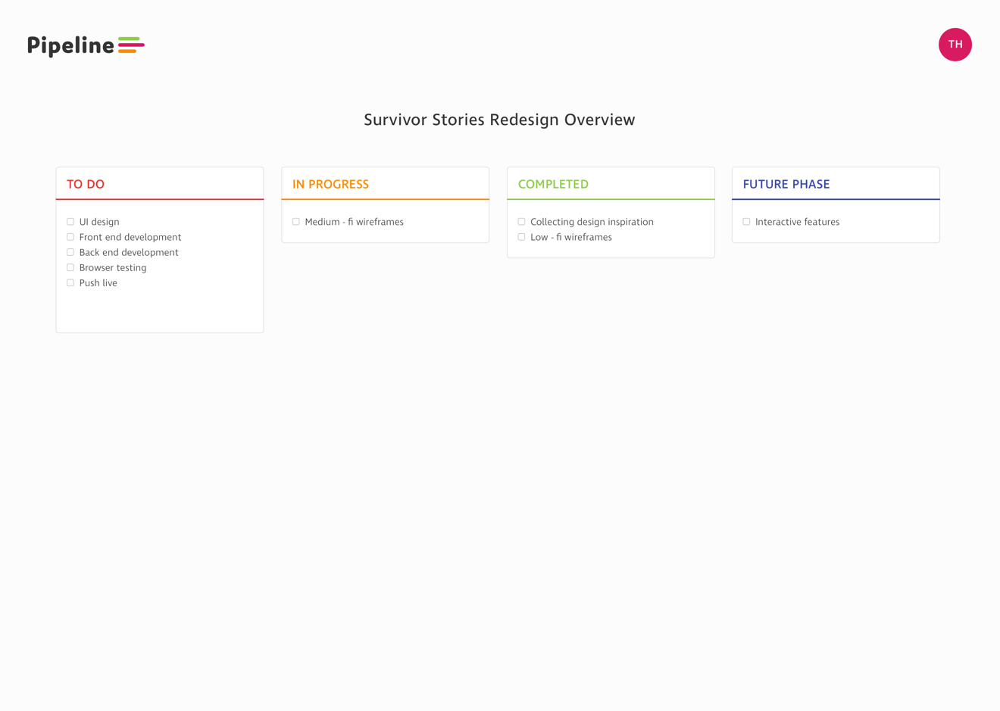 Pipeline
TH
Survivor Stories Redesign Overview
TO DO
UI design
Front end development
Back end development
Browser testing
Push live
IN PROGRESS
Medium - fi wireframes
COMPLETED
Collecting design inspiration
Low - fi wireframes
FUTURE PHASE
Interactive features